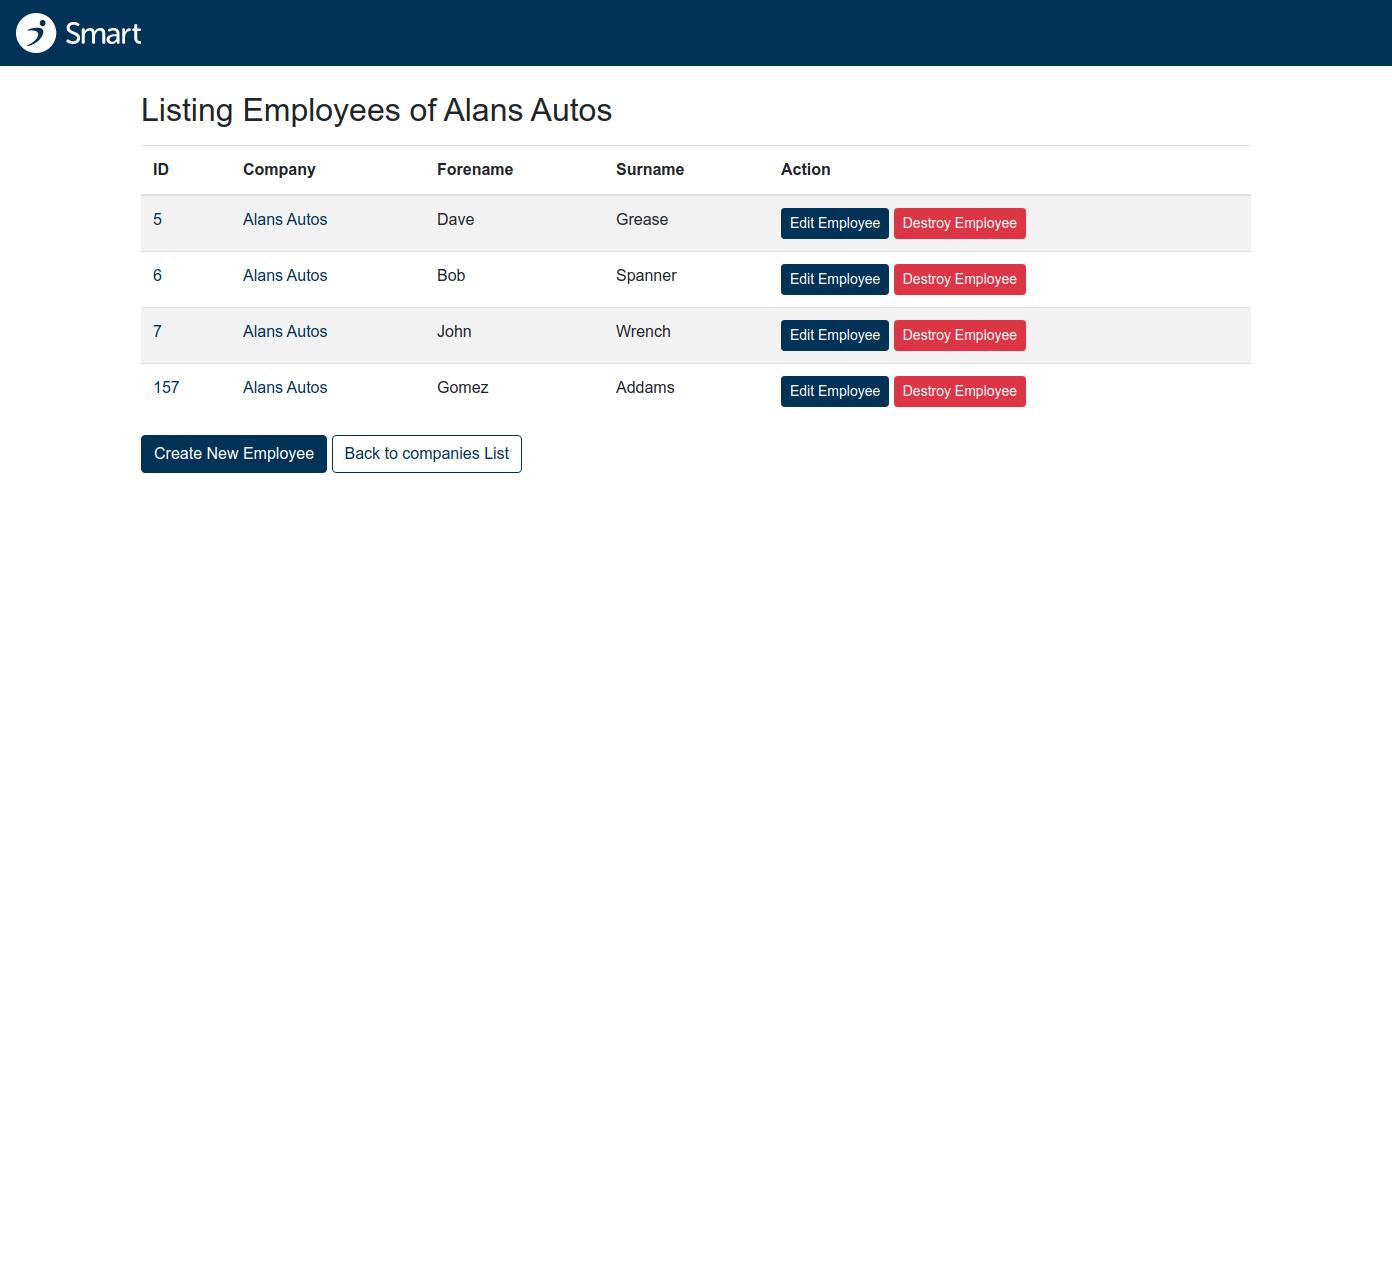 Smart
Listing Employees of Alans Autos
ID Company Forename Surname Action
5 Alans Autos Dave Grease Edit Employee Destroy Employee
6 Alans Autos Bob Spanner Edit Employee Destroy Employee
7 Alans Autos John Wrench Edit Employee Destroy Employee
157 Alans Autos Gomez Addams Edit Employee Destroy Employee
Create New Employee Back to companies List